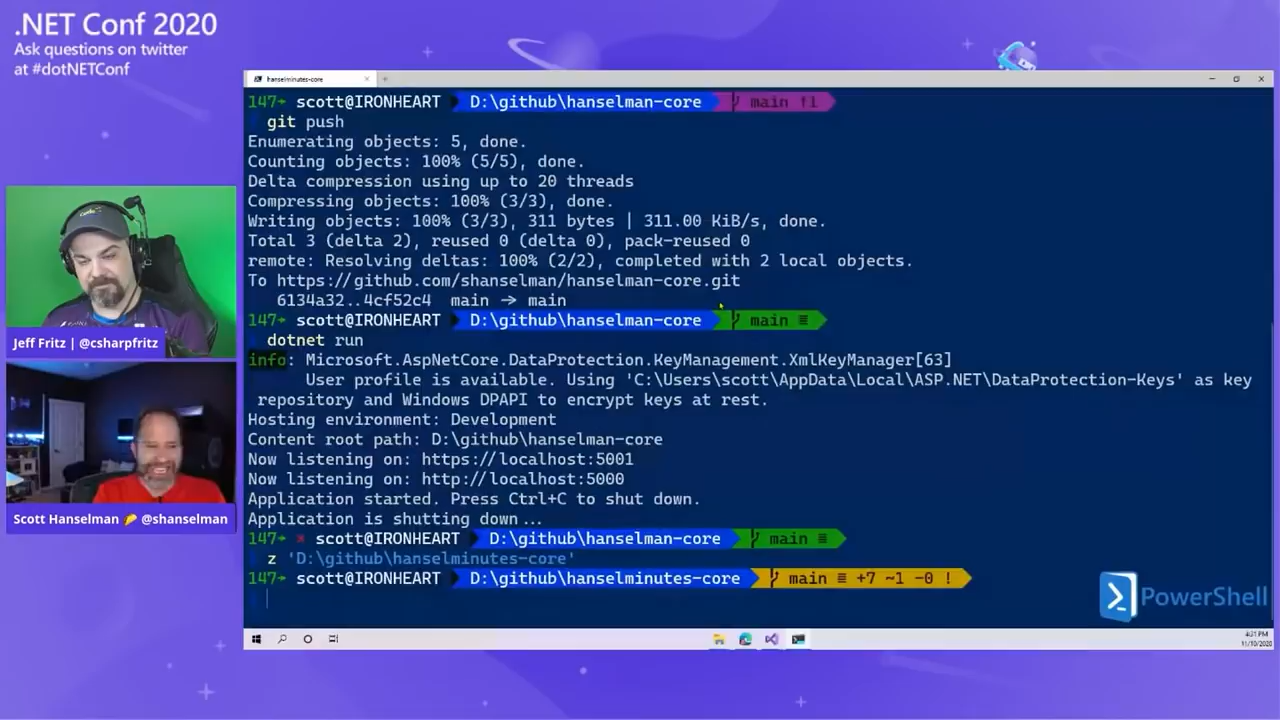 .NET Conf 2020
Ask questions on twitter
at #dotNETConf
hanselminutes-core
147→ scott@IRONHEART D:\github\hanselman-core main ↑1
git push
Enumerating objects: 5, done.
Counting objects: 100% (5/5), done.
Delta compression using up to 20 threads
Compressing objects: 100% (3/3), done.
Writing objects: 100% (3/3), 311 bytes | 311.00 KiB/s, done.
Total 3 (delta 2), reused 0 (delta 0), pack-reused 0
remote: Resolving deltas: 100% (2/2), completed with 2 local objects.
To https://github.com/shanselman/hanselman-core.git
6134a32..4cf52c4 main → main
147→ scott@IRONHEART D:\github\hanselman-core main ≡
dotnet run
info: Microsoft.AspNetCore.DataProtection.KeyManagement.XmlKeyManager[63]
User profile is available. Using 'C:\Users\scott\AppData\Local\ASP.NET\DataProtection-Keys' as key
repository and Windows DPAPI to encrypt keys at rest.
Hosting environment: Development
Content root path: D:\github\hanselman-core
Now listening on: https://localhost:5001
Now listening on: http://localhost:5000
Application started. Press Ctrl+C to shut down.
Application is shutting down...
147→ × scott@IRONHEART D:\github\hanselman-core main ≡
z 'D:\github\hanselminutes-core'
147→ scott@IRONHEART D:\github\hanselminutes-core main ≡ +7 ~1 -0 !
PowerShell
4:31 PM
11/10/2020
Jeff Fritz | @csharpfritz
Scott Hanselman 🌮 @shanselman